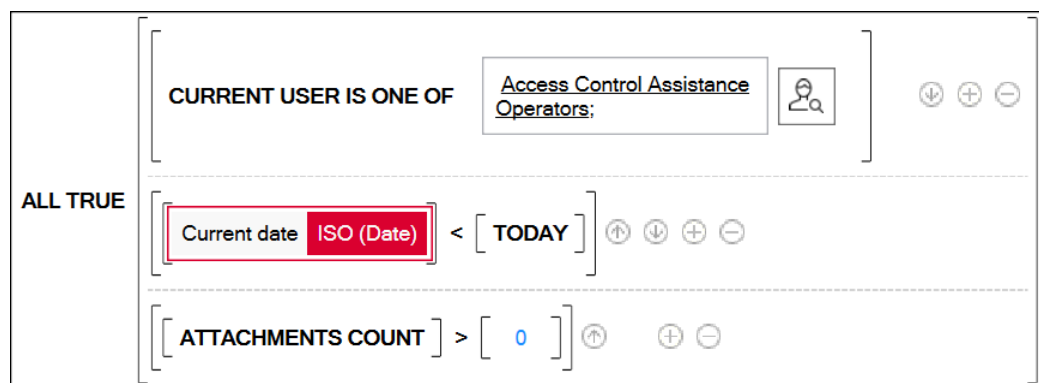 CURRENT USER IS ONE OF Access Control Assistance
Operators;
ALL TRUE
Current date ISO (Date) < TODAY
ATTACHMENTS COUNT > 0